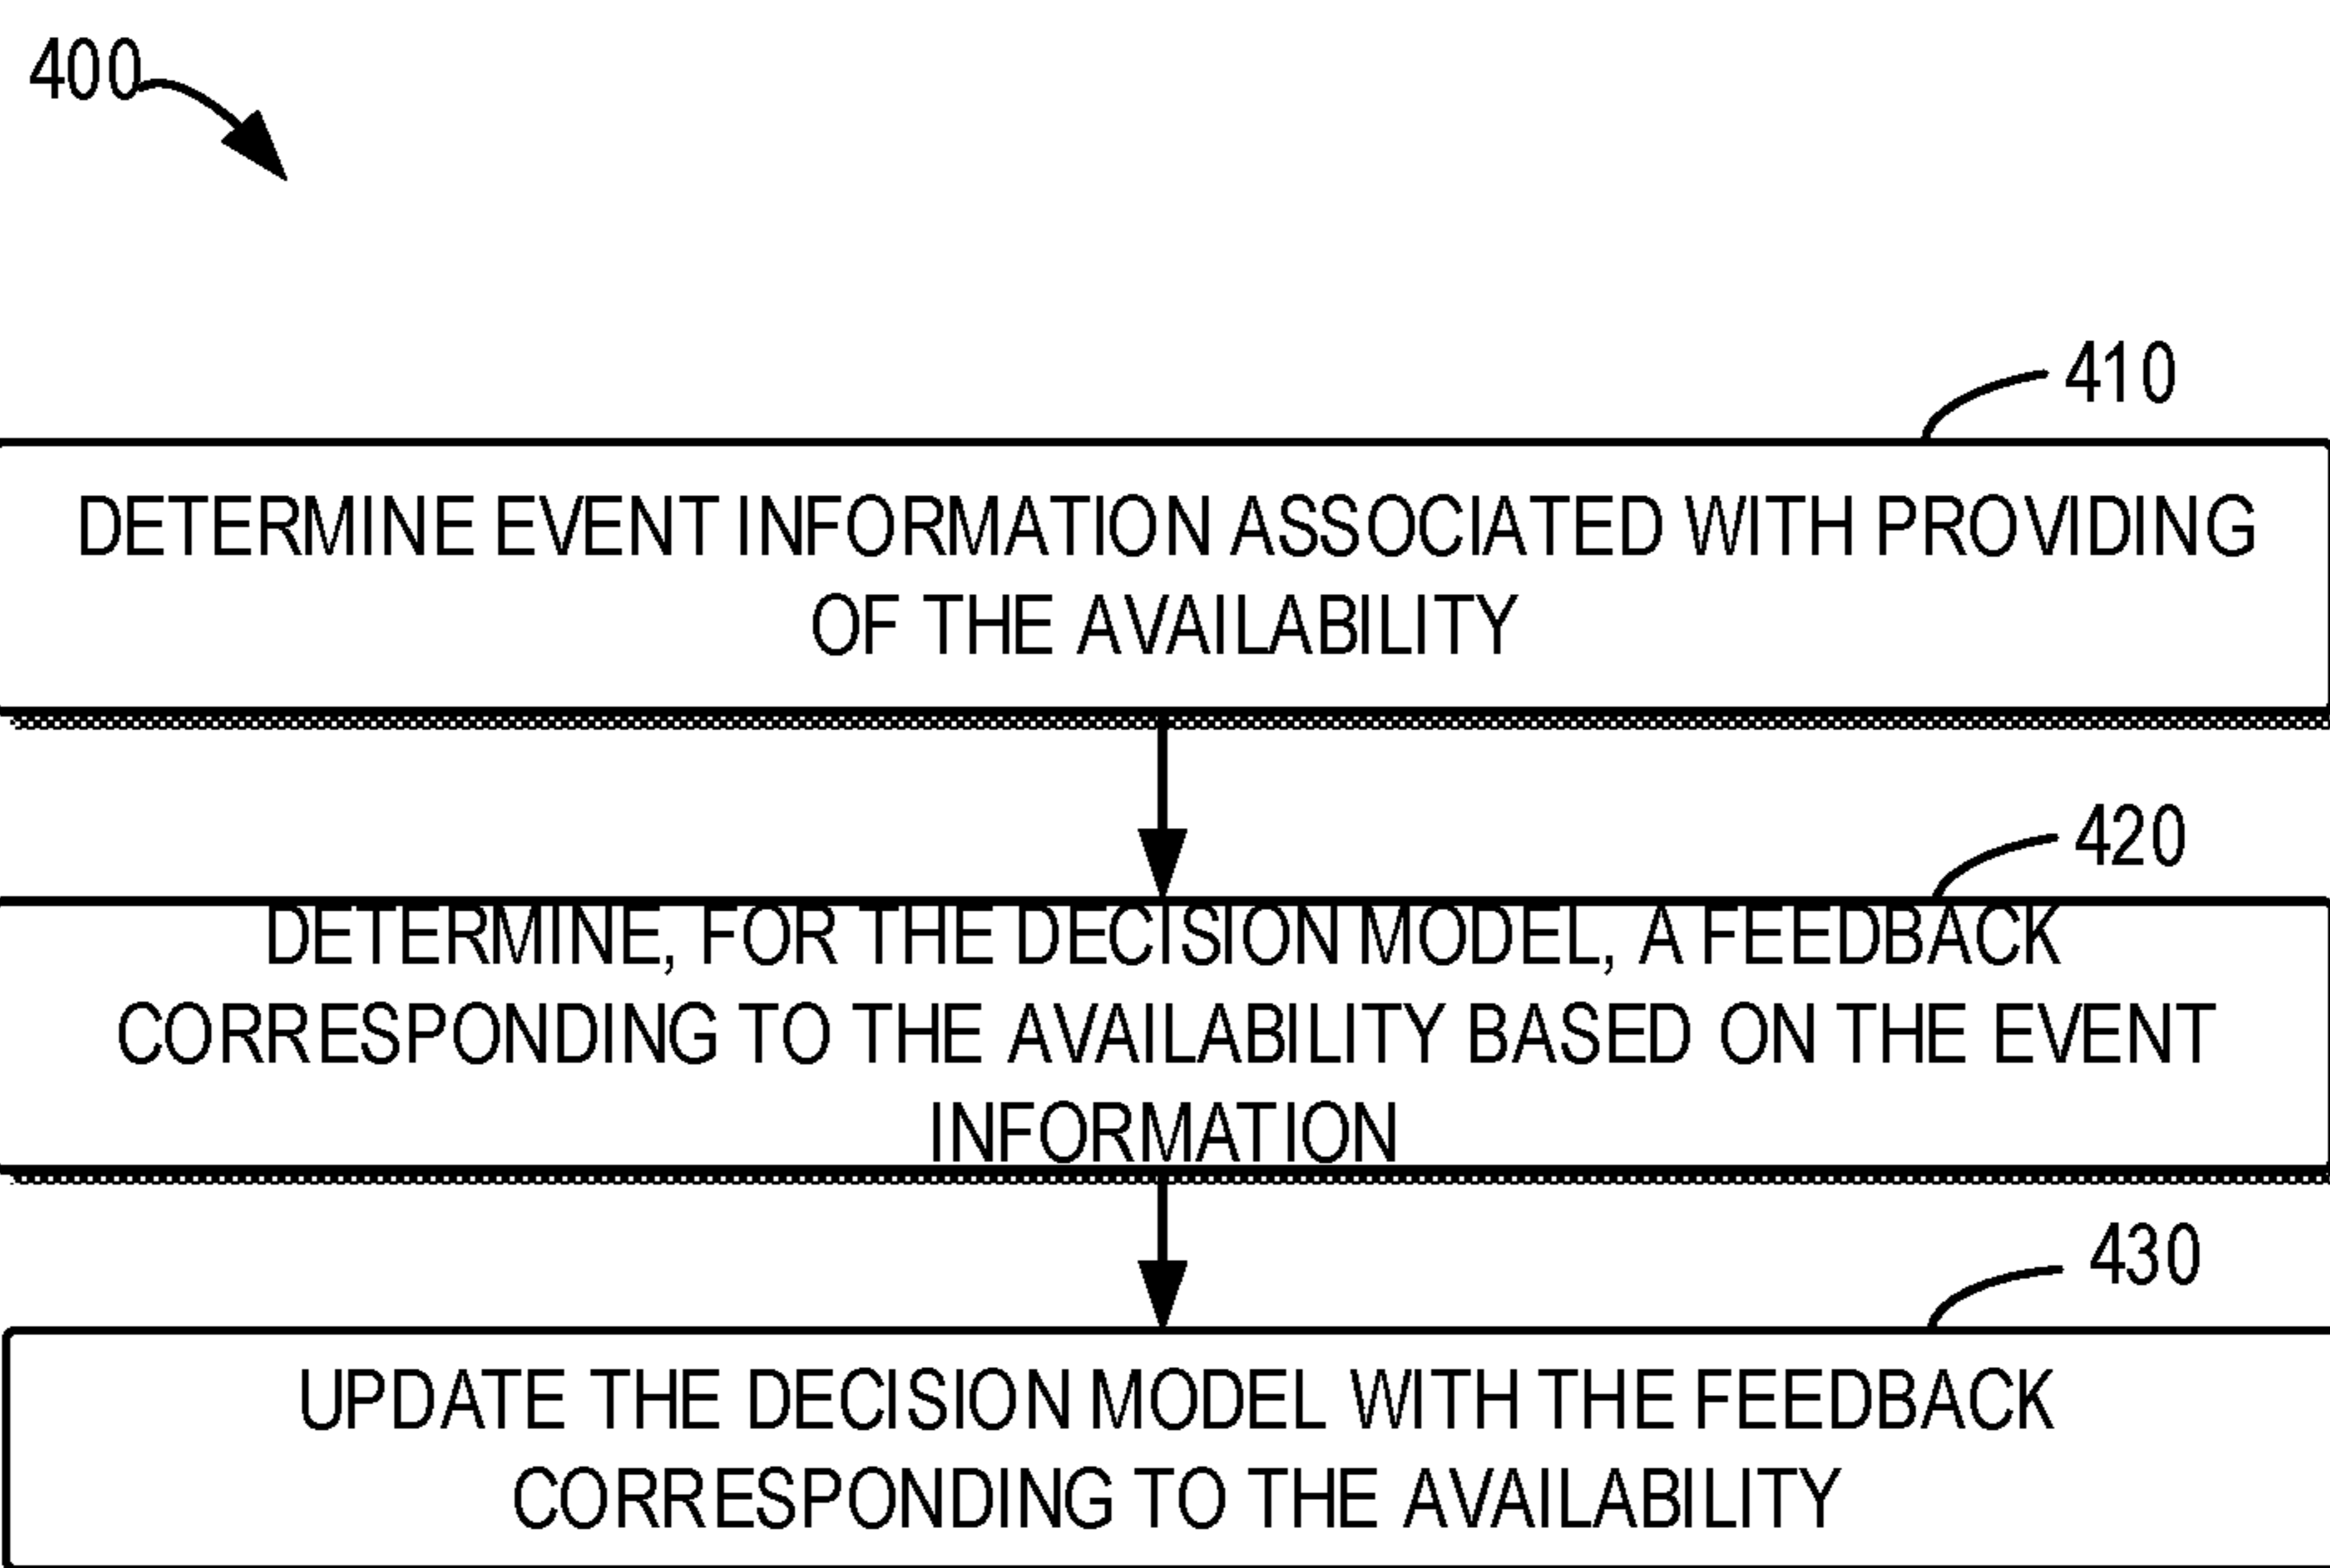 400
410
DETERMINE EVENT INFORMATION ASSOCIATED WITH PROVIDING
OF THE AVAILABILITY
420
DETERMINE, FOR THE DECISION MODEL, A FEEDBACK
CORRESPONDING TO THE AVAILABILITY BASED ON THE EVENT
INFORMATION
430
UPDATE THE DECISION MODEL WITH THE FEEDBACK
CORRESPONDING TO THE AVAILABILITY